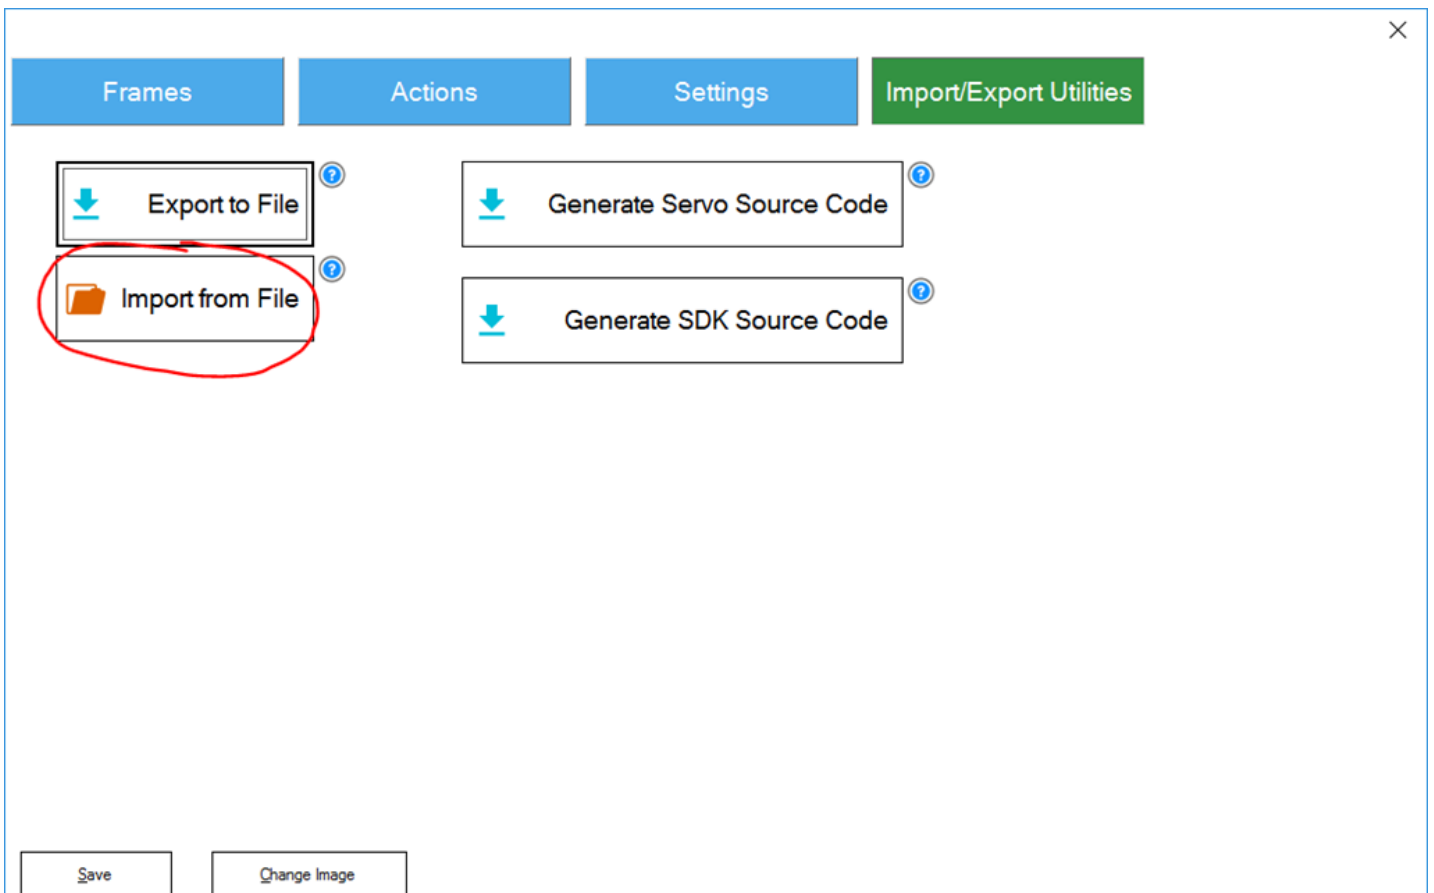 Frames
Actions
Settings
Import/Export Utilities
Export to File
Generate Servo Source Code
Import from File
Generate SDK Source Code
Save
Change Image